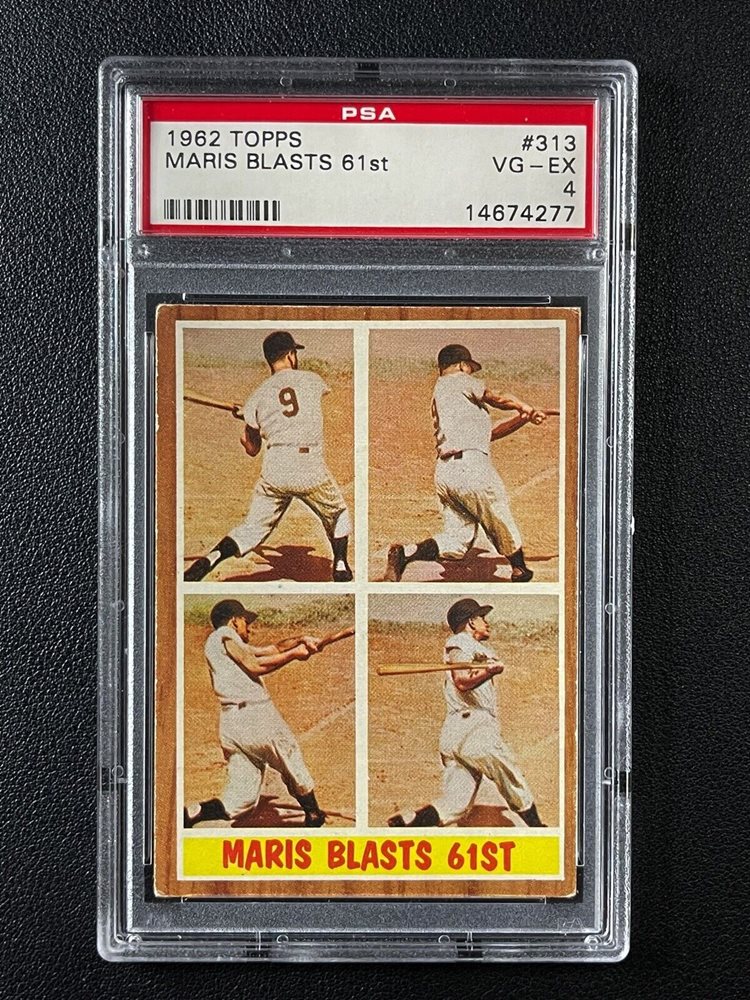 PSA
1962 TOPPS #313
MARIS BLASTS 61st VG-EX
4
14674277
9
MARIS BLASTS 61ST